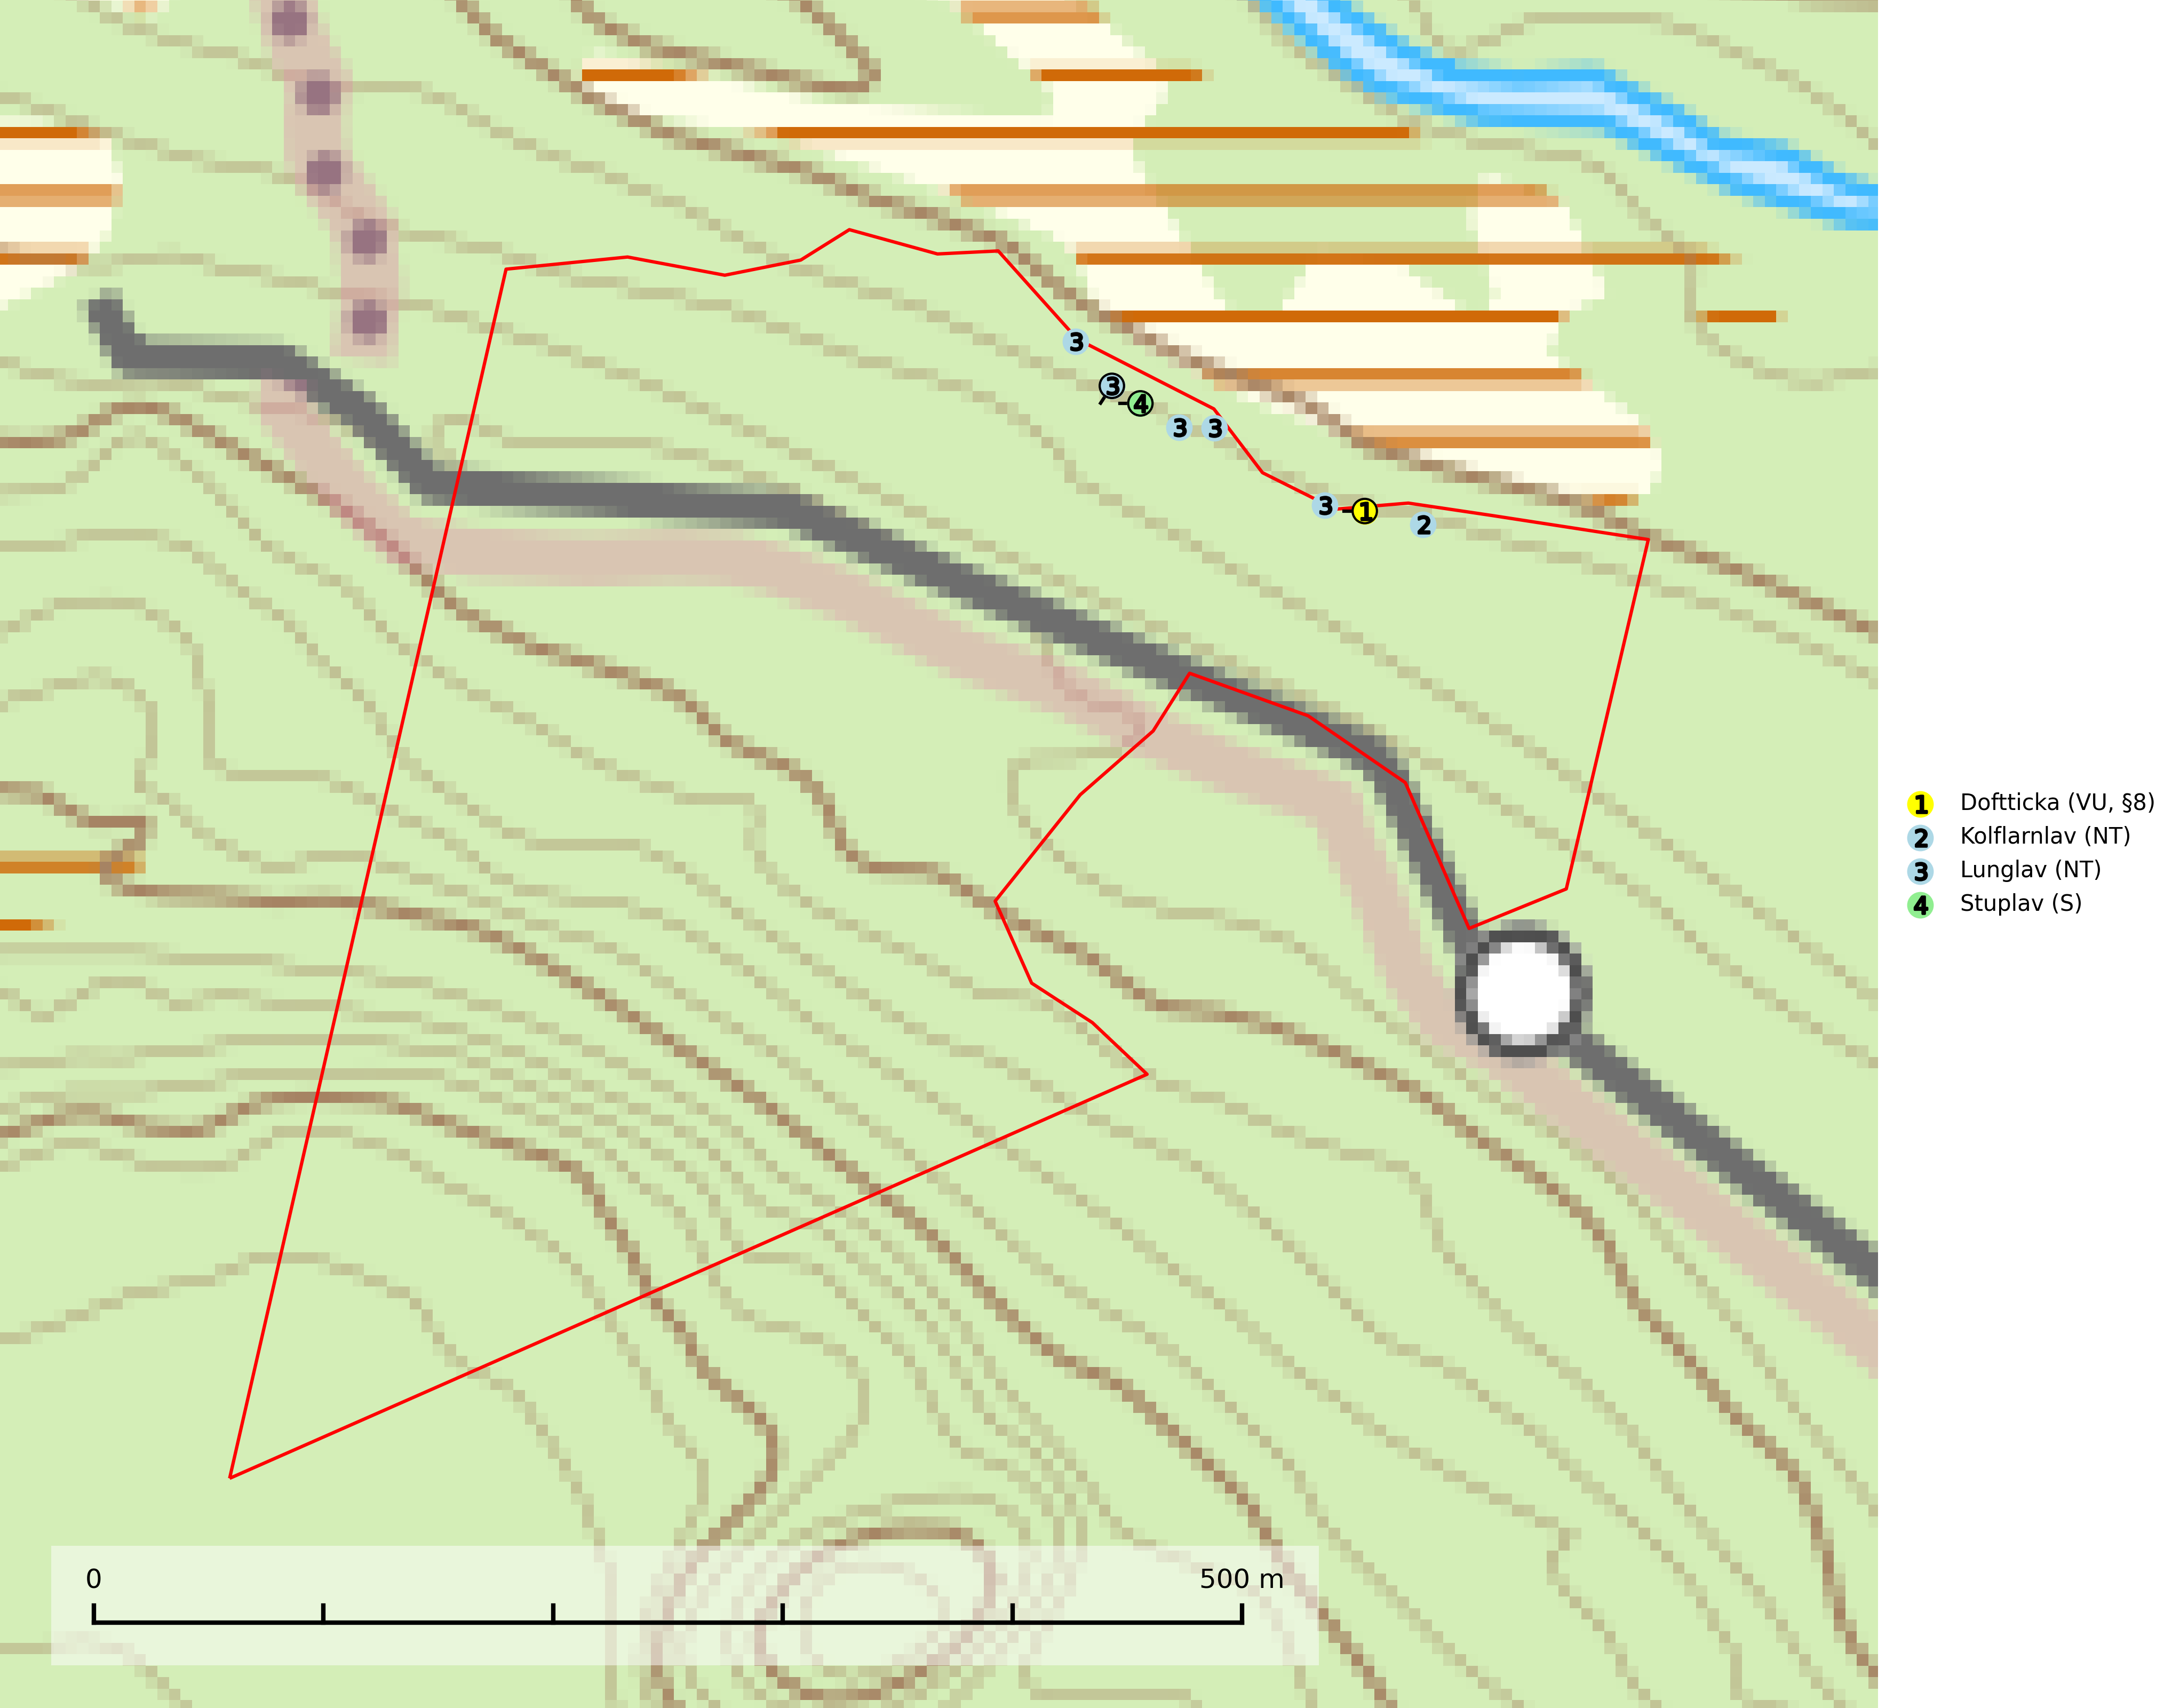 3
3
4
3
3
3
1
2
1 Doftticka (VU, §8)
2 Kolflarnlav (NT)
3 Lunglav (NT)
4 Stuplav (S)
0 500 m